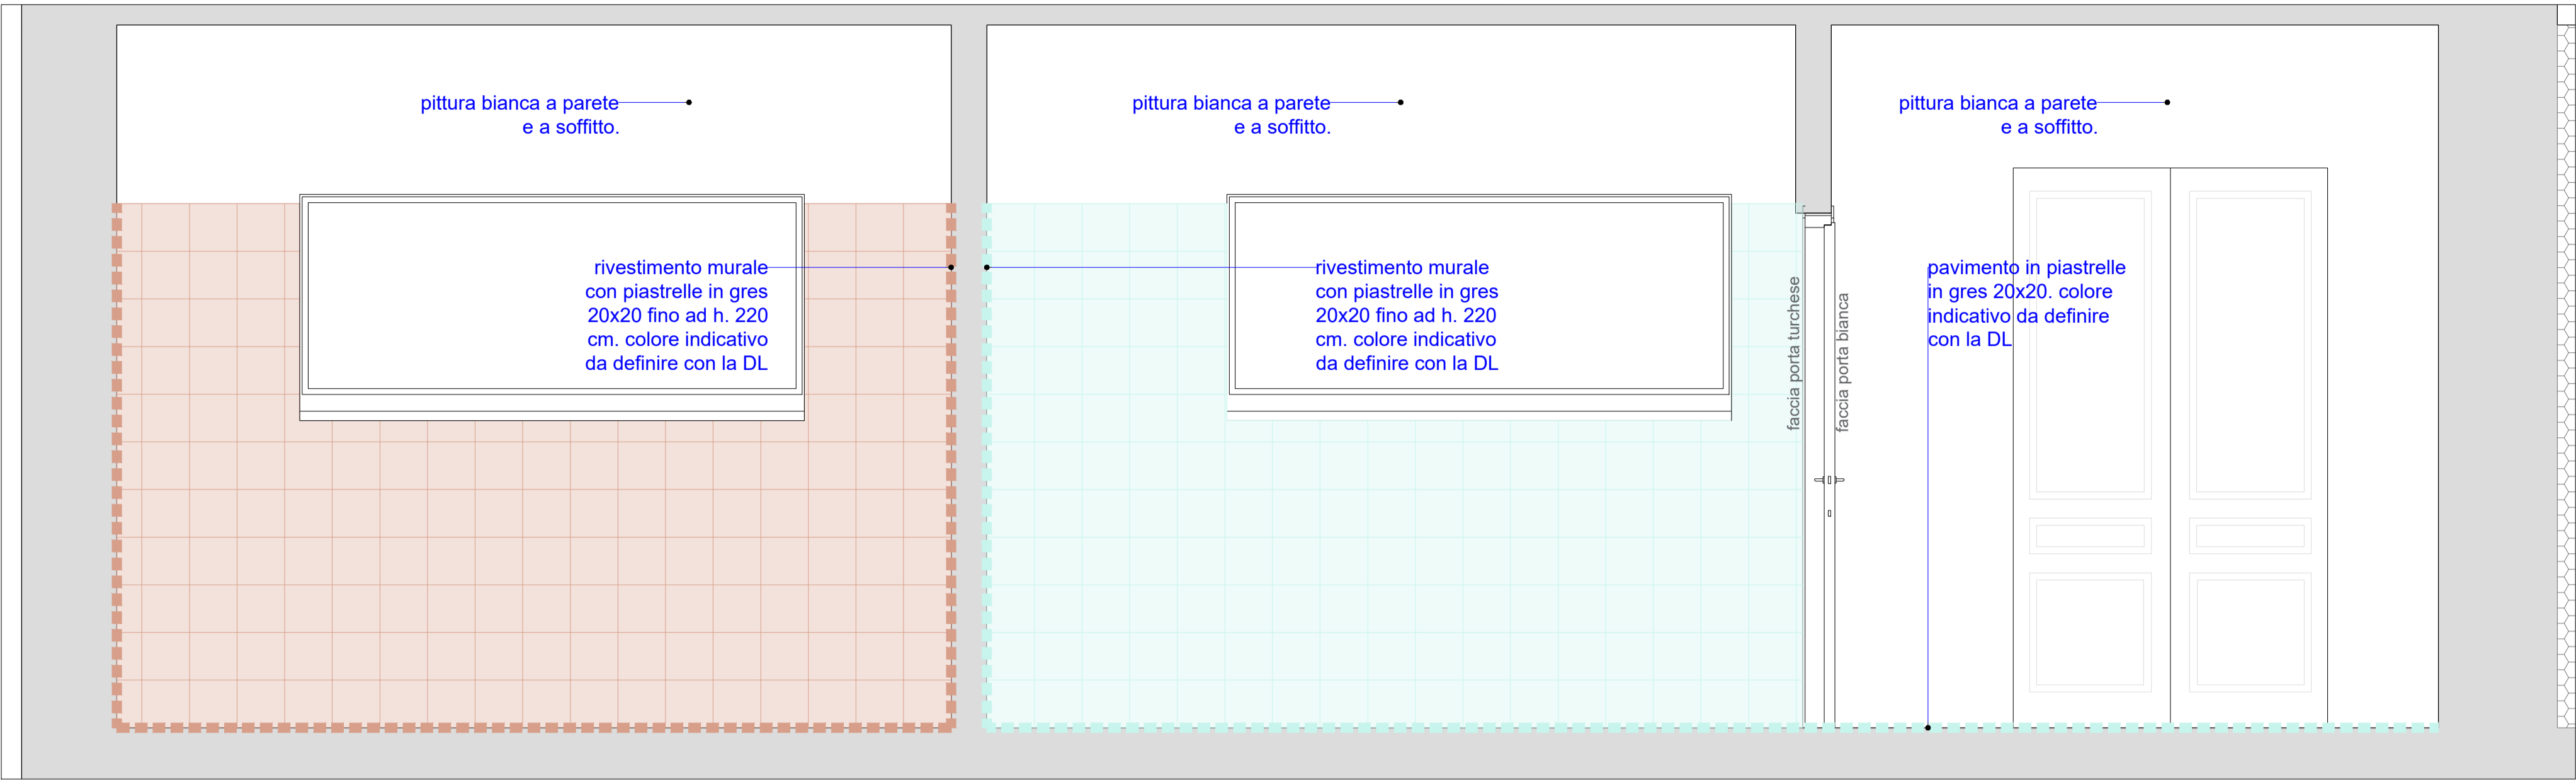 pittura bianca a parete
e a soffitto.
pittura bianca a parete
e a soffitto.
pittura bianca a parete
e a soffitto.
rivestimento murale
con piastrelle in gres
20x20 fino ad h. 220
cm. colore indicativo
da definire con la DL
rivestimento murale
con piastrelle in gres
20x20 fino ad h. 220
cm. colore indicativo
da definire con la DL
faccia porta turchese
faccia porta bianca
pavimento in piastrelle
in gres 20x20. colore
indicativo da definire
con la DL